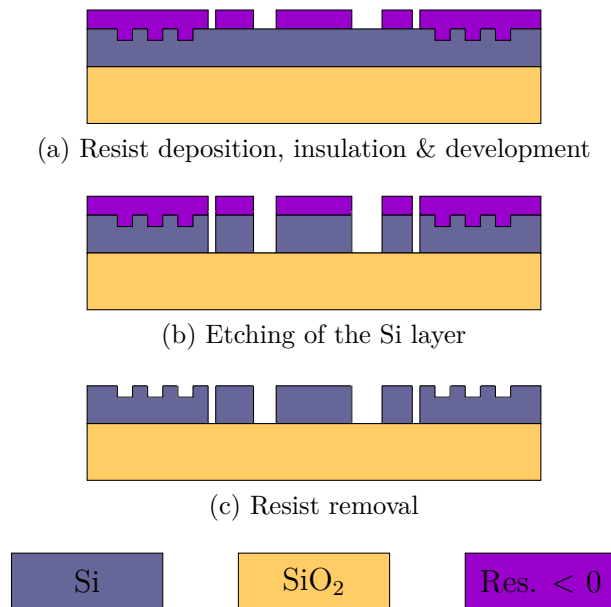 (a) Resist deposition, insulation & development
(b) Etching of the Si layer
(c) Resist removal
Si SiO₂ Res. < 0